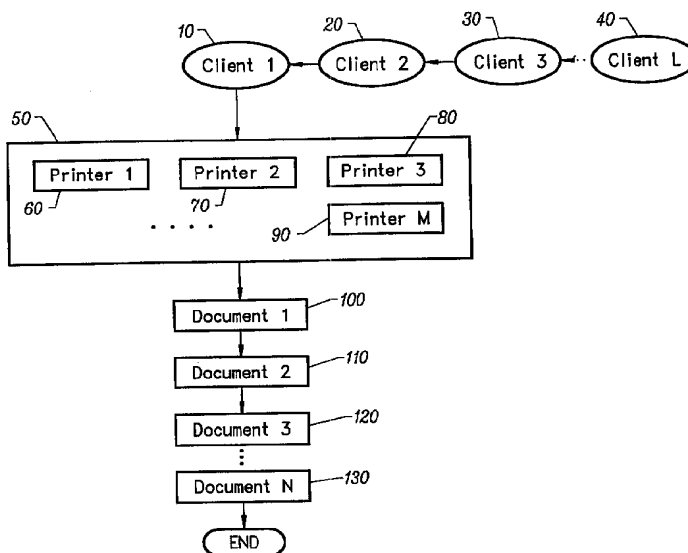 10
20
30
40
Client 1
Client 2
Client 3
Client L
50
80
Printer 1
Printer 2
Printer 3
60
70
90
Printer M
100
Document 1
110
Document 2
120
Document 3
130
Document N
END